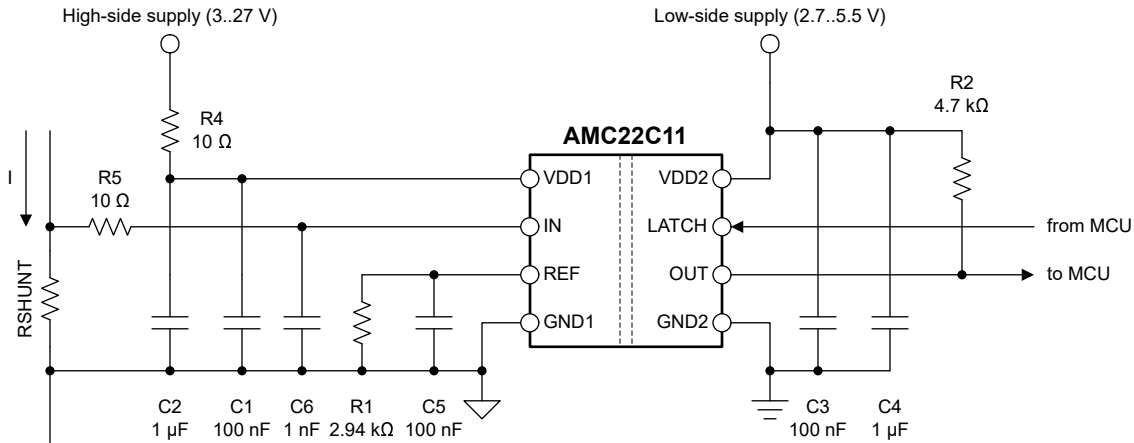 High-side supply (3..27 V)
Low-side supply (2.7..5.5 V)
R2
4.7 kΩ
R4
10 Ω
AMC22C11
I
R5
10 Ω
VDD1
VDD2
IN
LATCH
from MCU
REF
OUT
to MCU
RSHUNT
GND1
GND2
C2
1 µF
C1
100 nF
C6
1 nF
R1
2.94 kΩ
C5
100 nF
C3
100 nF
C4
1 µF